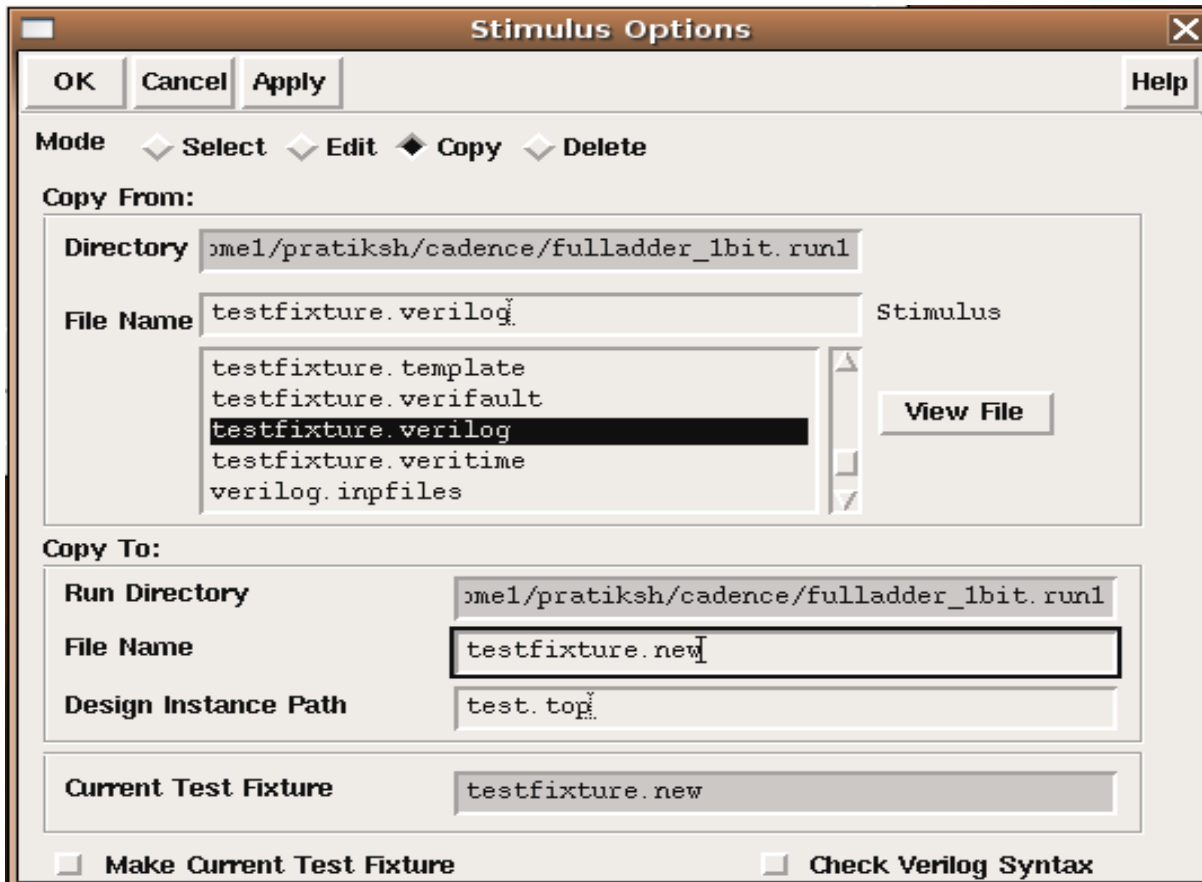 Stimulus Options
OK Cancel Apply Help
Mode Select Edit Copy Delete
Copy From:
Directory ome1/pratiksh/cadence/fulladder_1bit.run1
File Name testfixture.verilog Stimulus
testfixture.template
testfixture.verifault
testfixture.verilog
View File
testfixture.veritime
verilog.inpfiles
Copy To:
Run Directory ome1/pratiksh/cadence/fulladder_1bit.run1
File Name testfixture.new
Design Instance Path test.top
Current Test Fixture testfixture.new
Make Current Test Fixture Check Verilog Syntax